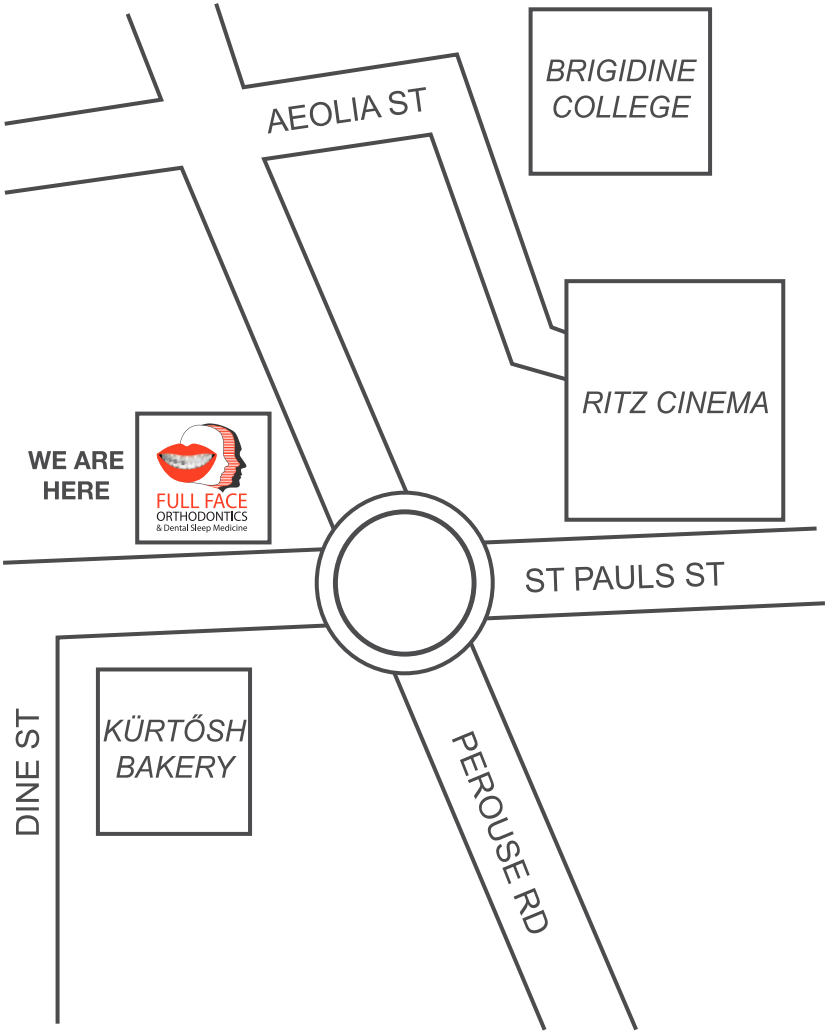 BRIGIDINE
COLLEGE
AEOLIA ST
RITZ CINEMA
WE ARE
HERE
FULL FACE
ORTHODONTICS
& Dental Sleep Medicine
ST PAULS ST
KÜRTŐSH
BAKERY
DINE ST
PEROUSE RD